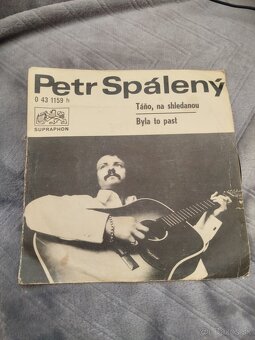 Petr Spálený
0 43 1159 h
SUPRAPHON
Táňo, na shledanou
Byla to past